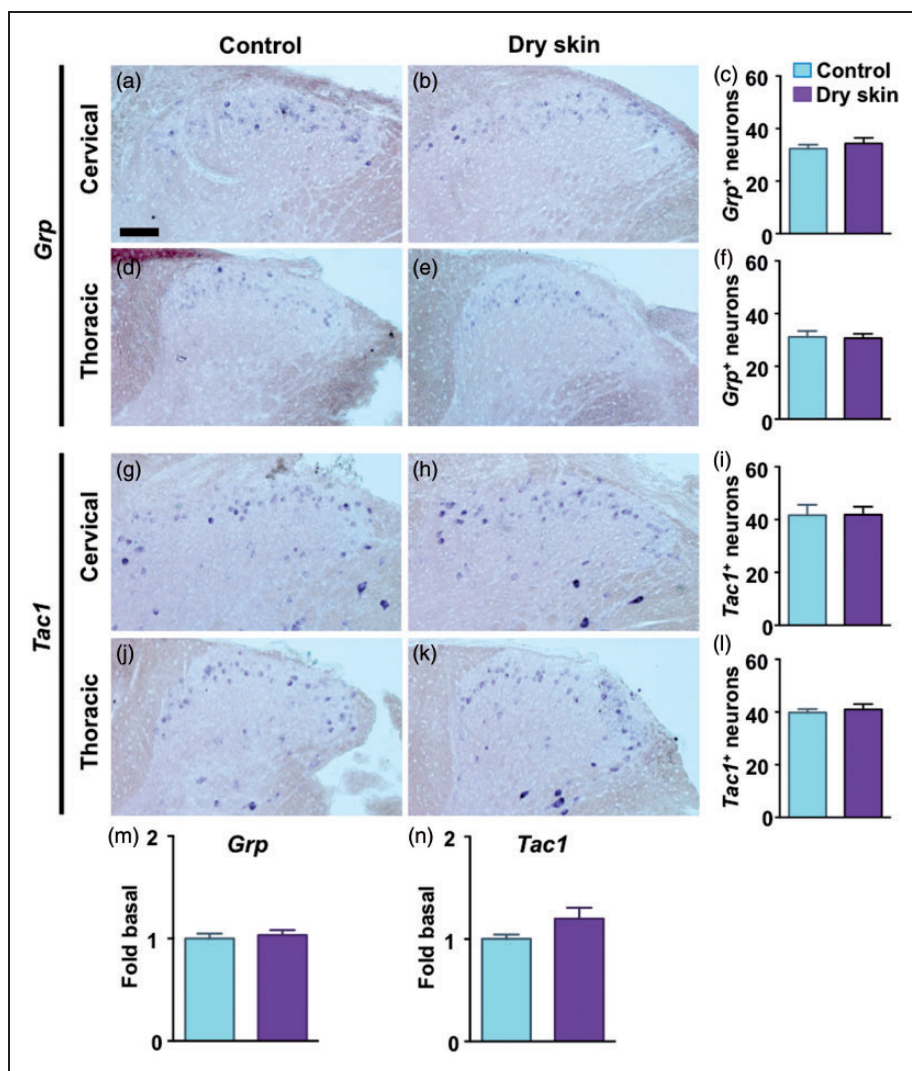 Control Dry skin
Grp
Cervical
(a) (b) (c) 60 40 20 0
Grp+ neurons
Control
Dry skin
Thoracic
(d) (e) (f) 60 40 20 0
Grp+ neurons
Tac1
Cervical
(g) (h) (i) 60 40 20 0
Tac1+ neurons
Thoracic
(j) (k) (l) 60 40 20 0
Tac1+ neurons
(m) Grp
2 1 0
Fold basal
(n) Tac1
2 1 0
Fold basal